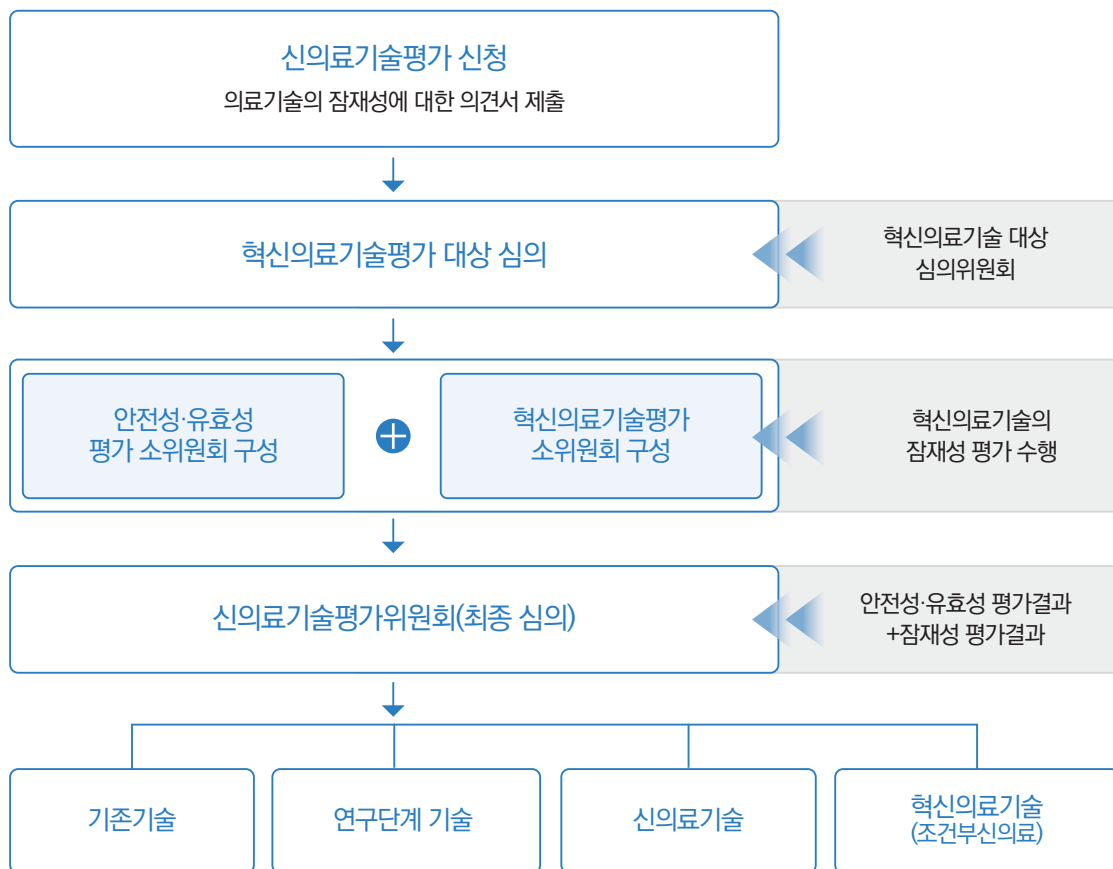 신의료기술평가 신청
의료기술의 잠재성에 대한 의견서 제출
혁신의료기술평가 대상 심의
혁신의료기술 대상
심의위원회
안전성·유효성
평가 소위원회 구성
혁신의료기술평가
소위원회 구성
혁신의료기술의
잠재성 평가 수행
신의료기술평가위원회(최종 심의)
안전성·유효성 평가결과
+잠재성 평가결과
기존기술
연구단계 기술
신의료기술
혁신의료기술
(조건부신의료)